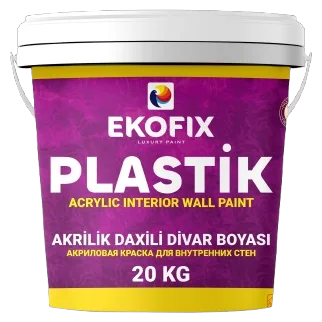 EKOFIX
LUXURY PAINT
PLASTİK
ACRYLIC INTERIOR WALL PAINT
AKRİLİK DAXİLİ DİVAR BOYASI
АКРИЛОВАЯ КРАСКА ДЛЯ ВНУТРЕННИХ СТЕН
20 KG